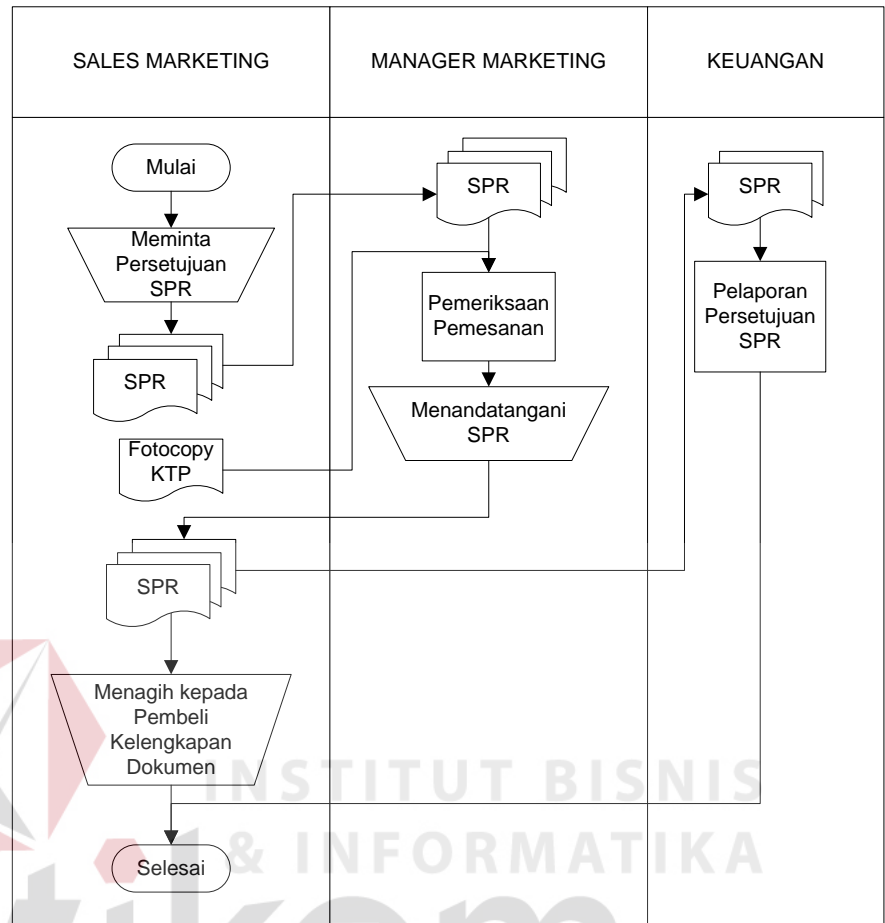 SALES MARKETING
MANAGER MARKETING
KEUANGAN
Mulai
Meminta
Persetujuan
SPR
SPR
Fotocopy
KTP
SPR
Menagih kepada
Pembeli
Kelengkapan
Dokumen
Selesai
SPR
Pemeriksaan
Pemesanan
Menandatangani
SPR
SPR
Pelaporan
Persetujuan
SPR
INSTITUT BISNIS
& INFORMATIKA